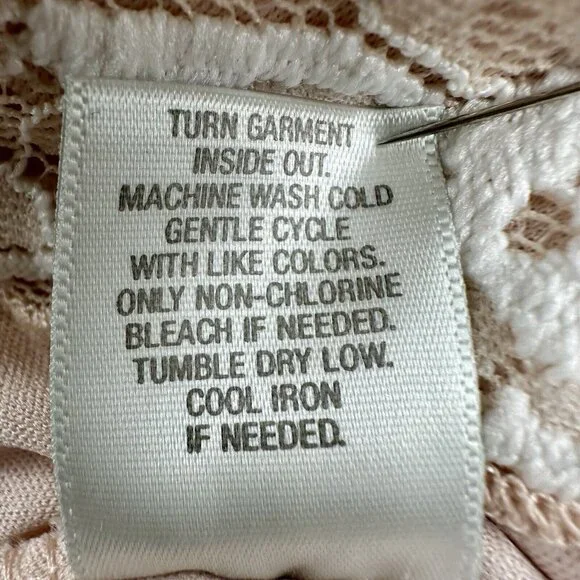 TURN GARMENT
INSIDE OUT.
MACHINE WASH COLD
GENTLE CYCLE
WITH LIKE COLORS.
ONLY NON-CHLORINE
BLEACH IF NEEDED.
TUMBLE DRY LOW.
COOL IRON
IF NEEDED.